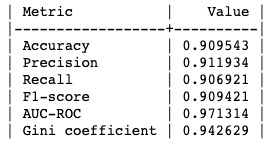 | Metric | Value |
|------------------+----------|
| Accuracy | 0.909543 |
| Precision | 0.911934 |
| Recall | 0.906921 |
| F1-score | 0.909421 |
| AUC-ROC | 0.971314 |
| Gini coefficient | 0.942629 |